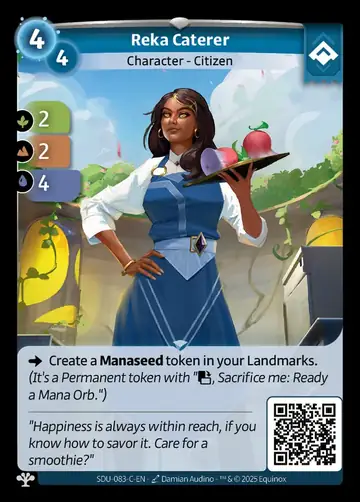 4
4
Reka Caterer
Character - Citizen
2
2
4
Create a Manaseed token in your Landmarks.
(It's a Permanent token with ", Sacrifice me: Ready
a Mana Orb.")
"Happiness is always within reach, if you
know how to savor it. Care for a
smoothie?"
SDU-083-C-EN - Damian Audino - ™ & © 2025 Equinox